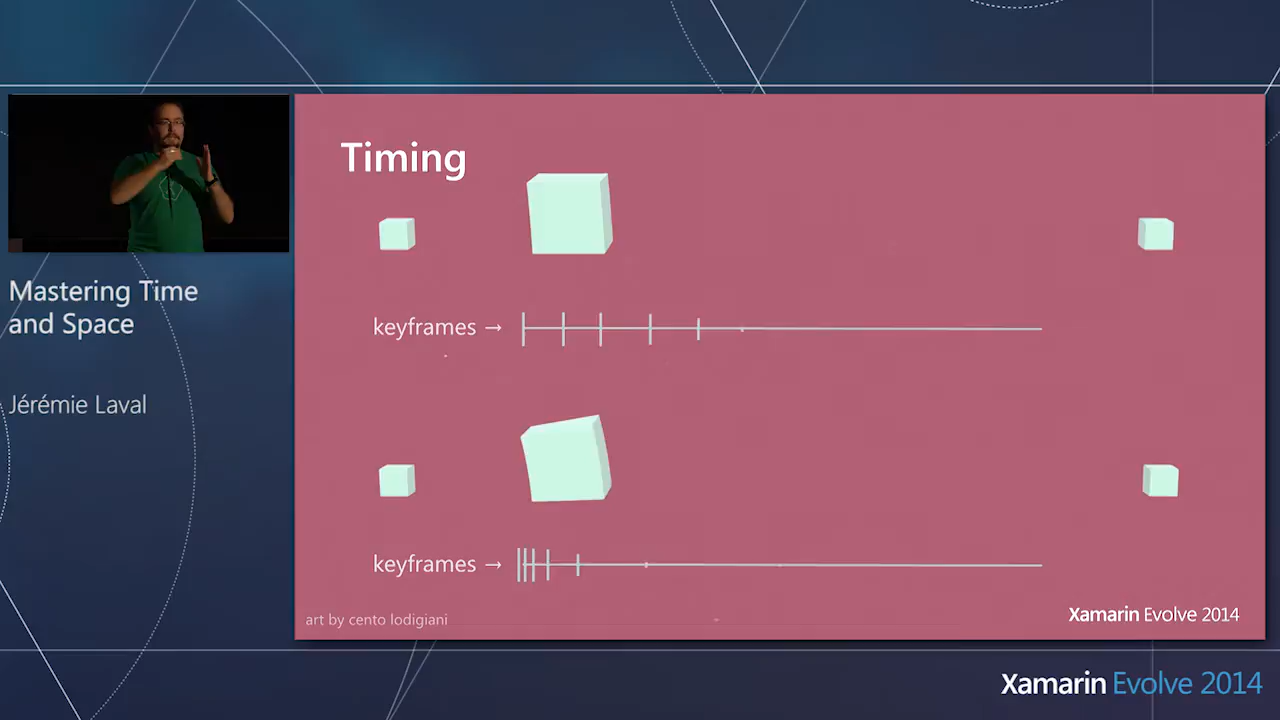 Timing
keyframes →
keyframes →
art by cento lodigiani
Xamarin Evolve 2014
Mastering Time
and Space
Jérémie Laval
Xamarin Evolve 2014